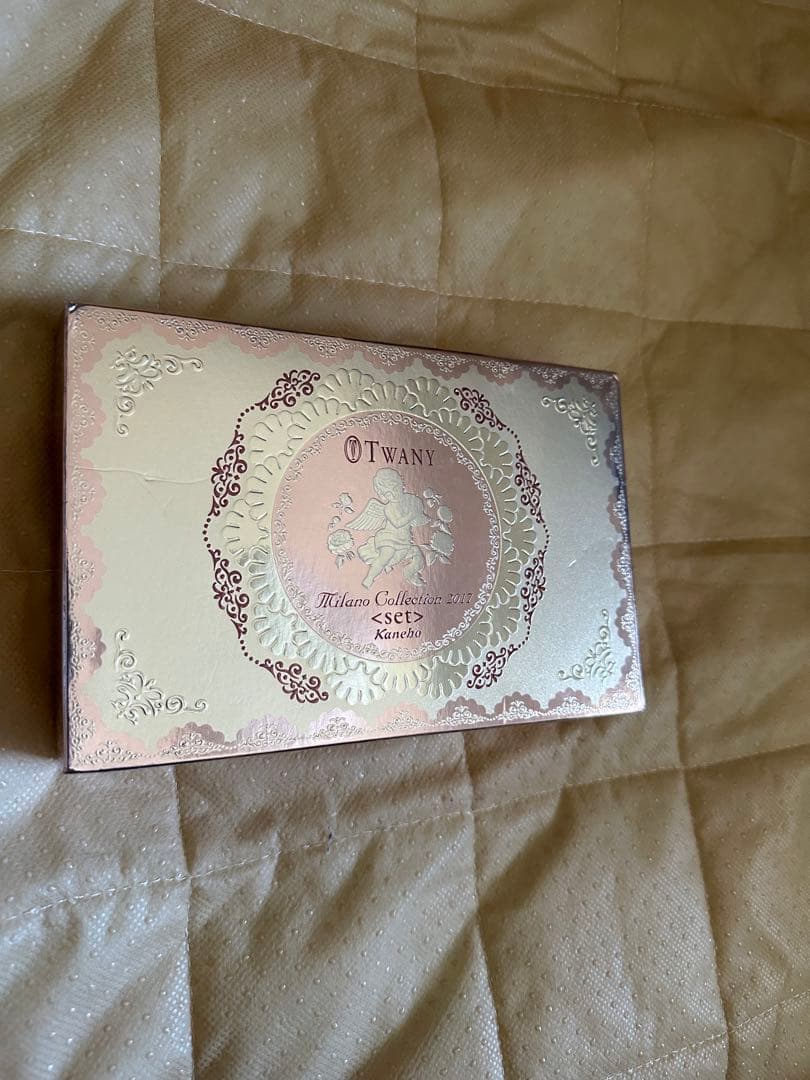 TWANY
Milano Collection 2017
<set>
Kanebo